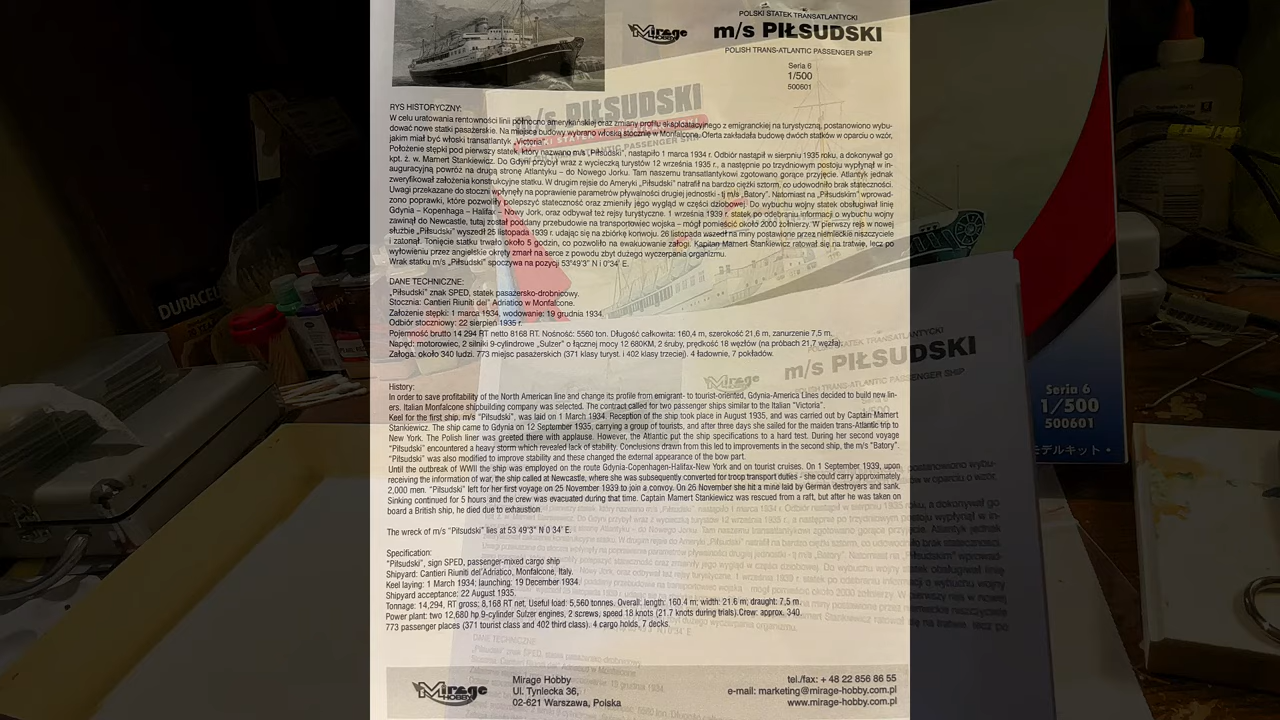 POLSKI STATEK TRANSATLANTYCKI
Mirage HOBBY
m/s PIŁSUDSKI
POLISH TRANS-ATLANTIC PASSENGER SHIP
Seria 6
1/500
500601
RYS HISTORYCZNY:
W celu uratowania rentowności linii północno amerykańskiej oraz zmiany profilu eksploatacyjnego z emigranckiej na turystyczną, postanowiono wybu-
dować nowe statki pasażerskie. Na miejsce budowy wybrano włoską stocznię w Monfalcone. Oferta zakładała budowę dwóch statków w oparciu o wzór,
jakim miał być włoski transatlantyk „Victoria".
Położenie stępki pod pierwszy statek, który nazwano m/s „Piłsudski", nastąpiło 1 marca 1934 r. Odbiór nastąpił w sierpniu 1935 roku, a dokonywał go
kpt. ż. w. Mamert Stankiewicz. Do Gdyni przybył wraz z wycieczką turystów 12 września 1935 r., a następnie po trzydniowym postoju wypłynął w in-
auguracyjną powróż na drugą stronę Atlantyku – do Nowego Jorku. Tam naszemu transatlantykowi zgotowano gorące przyjęcie. Atlantyk jednak
zweryfikował założenia konstrukcyjne statku. W drugim rejsie do Ameryki „Piłsudski" natrafił na bardzo ciężki sztorm, co udowodniło brak stateczności.
Uwagi przekazane do stoczni wpłynęły na poprawienie parametrów pływalności drugiej jednostki - tj m/s „Batory". Natomiast na „Piłsudskim" wprowad-
zono poprawki, które pozwoliły polepszyć stateczność oraz zmieniły jego wygląd w części dziobowej. Do wybuchu wojny statek obsługiwał linię
Gdynia – Kopenhaga – Halifax – Nowy Jork, oraz odbywał też rejsy turystyczne. 1 września 1939 r. statek po odebraniu informacji o wybuchu wojny
zawinął do Newcastle, tutaj został poddany przebudowie na transportowiec wojska – mógł pomieścić około 2000 żołnierzy. W pierwszy rejs w nowej
służbie „Piłsudski" wyszedł 25 listopada 1939 r. udając się na zbiórkę konwoju. 26 listopada wszedł na miny postawione przez niemieckie niszczyciele
i zatonął. Tonięcie statku trwało około 5 godzin, co pozwoliło na ewakuowanie załogi. Kapitan Mamert Stankiewicz ratował się na tratwie, lecz po
wyłowieniu przez angielskie okręty zmarł na serce z powodu zbyt dużego wyczerpania organizmu.
Wrak statku m/s „Piłsudski" spoczywa na pozycji 53°49'3" N i 0°34' E.
DANE TECHNICZNE:
„Piłsudski" znak SPED, statek pasażersko-drobnicowy.
Stocznia: Cantieri Riuniti del' Adriatico w Monfalcone.
Założenie stępki: 1 marca 1934, wodowanie: 19 grudnia 1934.
Odbiór stoczniowy: 22 sierpień 1935 r.
Pojemność brutto 14 294 RT netto 8168 RT. Nośność: 5560 ton. Długość całkowita: 160,4 m, szerokość 21,6 m, zanurzenie 7,5 m.
Napęd: motorowiec, 2 silniki 9-cylindrowe „Sulzer" o łącznej mocy 12 680KM, 2 śruby, prędkość 18 węzłów (na próbach 21,7 węzła).
Załoga: około 340 ludzi. 773 miejsc pasażerskich (371 klasy turyst. i 402 klasy trzeciej). 4 ładownie, 7 pokładów.
History:
In order to save profitability of the North American line and change its profile from emigrant- to tourist-oriented, Gdynia-America Lines decided to build new lin-
ers. Italian Monfalcone shipbuilding company was selected. The contract called for two passenger ships similar to the Italian "Victoria".
Keel for the first ship, m/s "Piłsudski", was laid on 1 March 1934. Reception of the ship took place in August 1935, and was carried out by Captain Mamert
Stankiewicz. The ship came to Gdynia on 12 September 1935, carrying a group of tourists, and after three days she sailed for the maiden trans-Atlantic trip to
New York. The Polish liner was greeted there with applause. However, the Atlantic put the ship specifications to a hard test. During her second voyage
"Piłsudski" encountered a heavy storm which revealed lack of stability. Conclusions drawn from this led to improvements in the second ship, the m/s "Batory".
"Piłsudski" was also modified to improve stability and these changed the external appearance of the bow part.
Until the outbreak of WWII the ship was employed on the route Gdynia-Copenhagen-Halifax-New York and on tourist cruises. On 1 September 1939, upon
receiving the information of war, the ship called at Newcastle, where she was subsequently converted for troop transport duties - she could carry approximately
2,000 men. "Piłsudski" left for her first voyage on 25 November 1939 to join a convoy. On 26 November she hit a mine laid by German destroyers and sank.
Sinking continued for 5 hours and the crew was evacuated during that time. Captain Mamert Stankiewicz was rescued from a raft, but after he was taken on
board a British ship, he died due to exhaustion.
The wreck of m/s "Piłsudski" lies at 53 49'3" N 0 34' E.
Specification:
"Piłsudski", sign SPED, passenger-mixed cargo ship
Shipyard: Cantieri Riuniti del'Adriatico, Monfalcone, Italy.
Keel laying: 1 March 1934; launching: 19 December 1934.
Shipyard acceptance: 22 August 1935.
Tonnage: 14,294, RT gross; 8,168 RT net, Useful load: 5,560 tonnes. Overall: length: 160.4 m; width: 21.6 m; draught: 7,5 m.
Power plant: two 12,680 hp 9-cylinder Sulzer engines, 2 screws, speed 18 knots (21.7 knots during trials).Crew: approx. 340.
773 passenger places (371 tourist class and 402 third class). 4 cargo holds, 7 decks.
Mirage HOBBY
Mirage Hobby
Ul. Tyniecka 36,
02-621 Warszawa, Polska
tel./fax: + 48 22 856 86 55
e-mail: marketing@mirage-hobby.com.pl
www.mirage-hobby.com.pl
m/s PIŁSUDSKI
DURACELL
m/s PIŁSUDSKI
POLISH TRANS-ATLANTIC PASSENGER SHIP
Seria 6
1/500
500601
モデルキット